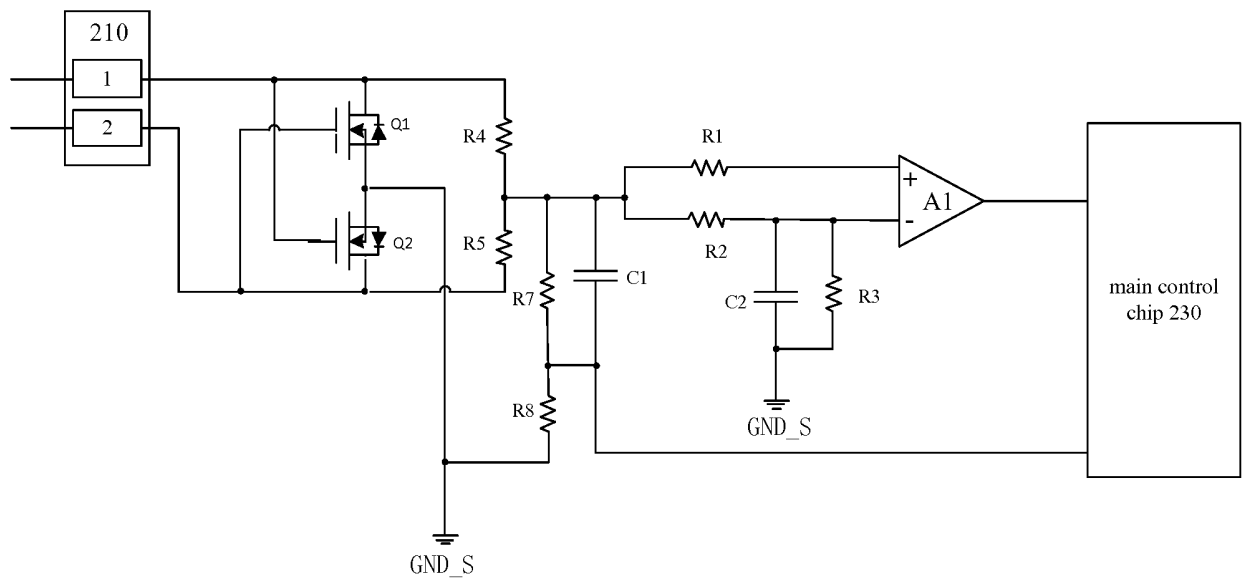 210
1
2
Q1
Q2
R4
R5
R7
R8
C1
R1
R2
C2
R3
+
-
A1
main control
chip 230
GND_S
GND_S